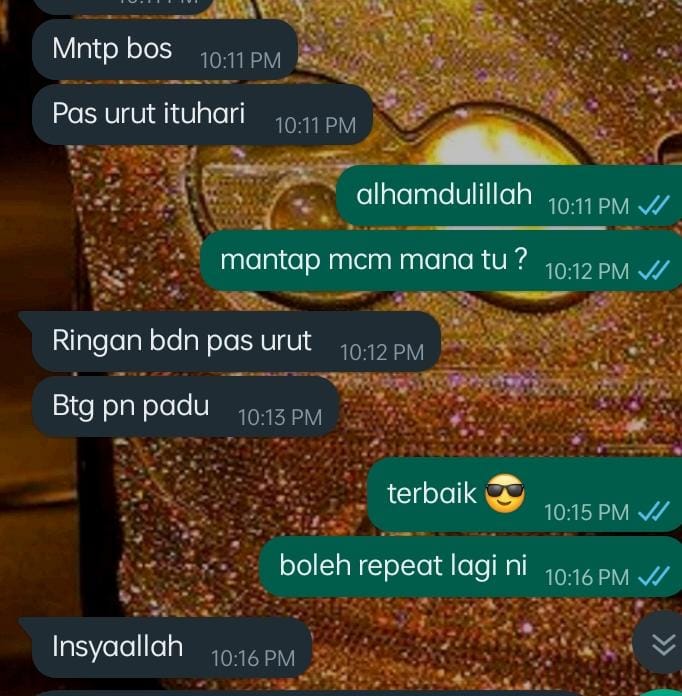 Mntp bos 10:11 PM
Pas urut ituhari 10:11 PM
alhamdulillah 10:11 PM
mantap mcm mana tu ? 10:12 PM
Ringan bdn pas urut 10:12 PM
Btg pn padu 10:13 PM
terbaik 😎 10:15 PM
boleh repeat lagi ni 10:16 PM
Insyaallah 10:16 PM